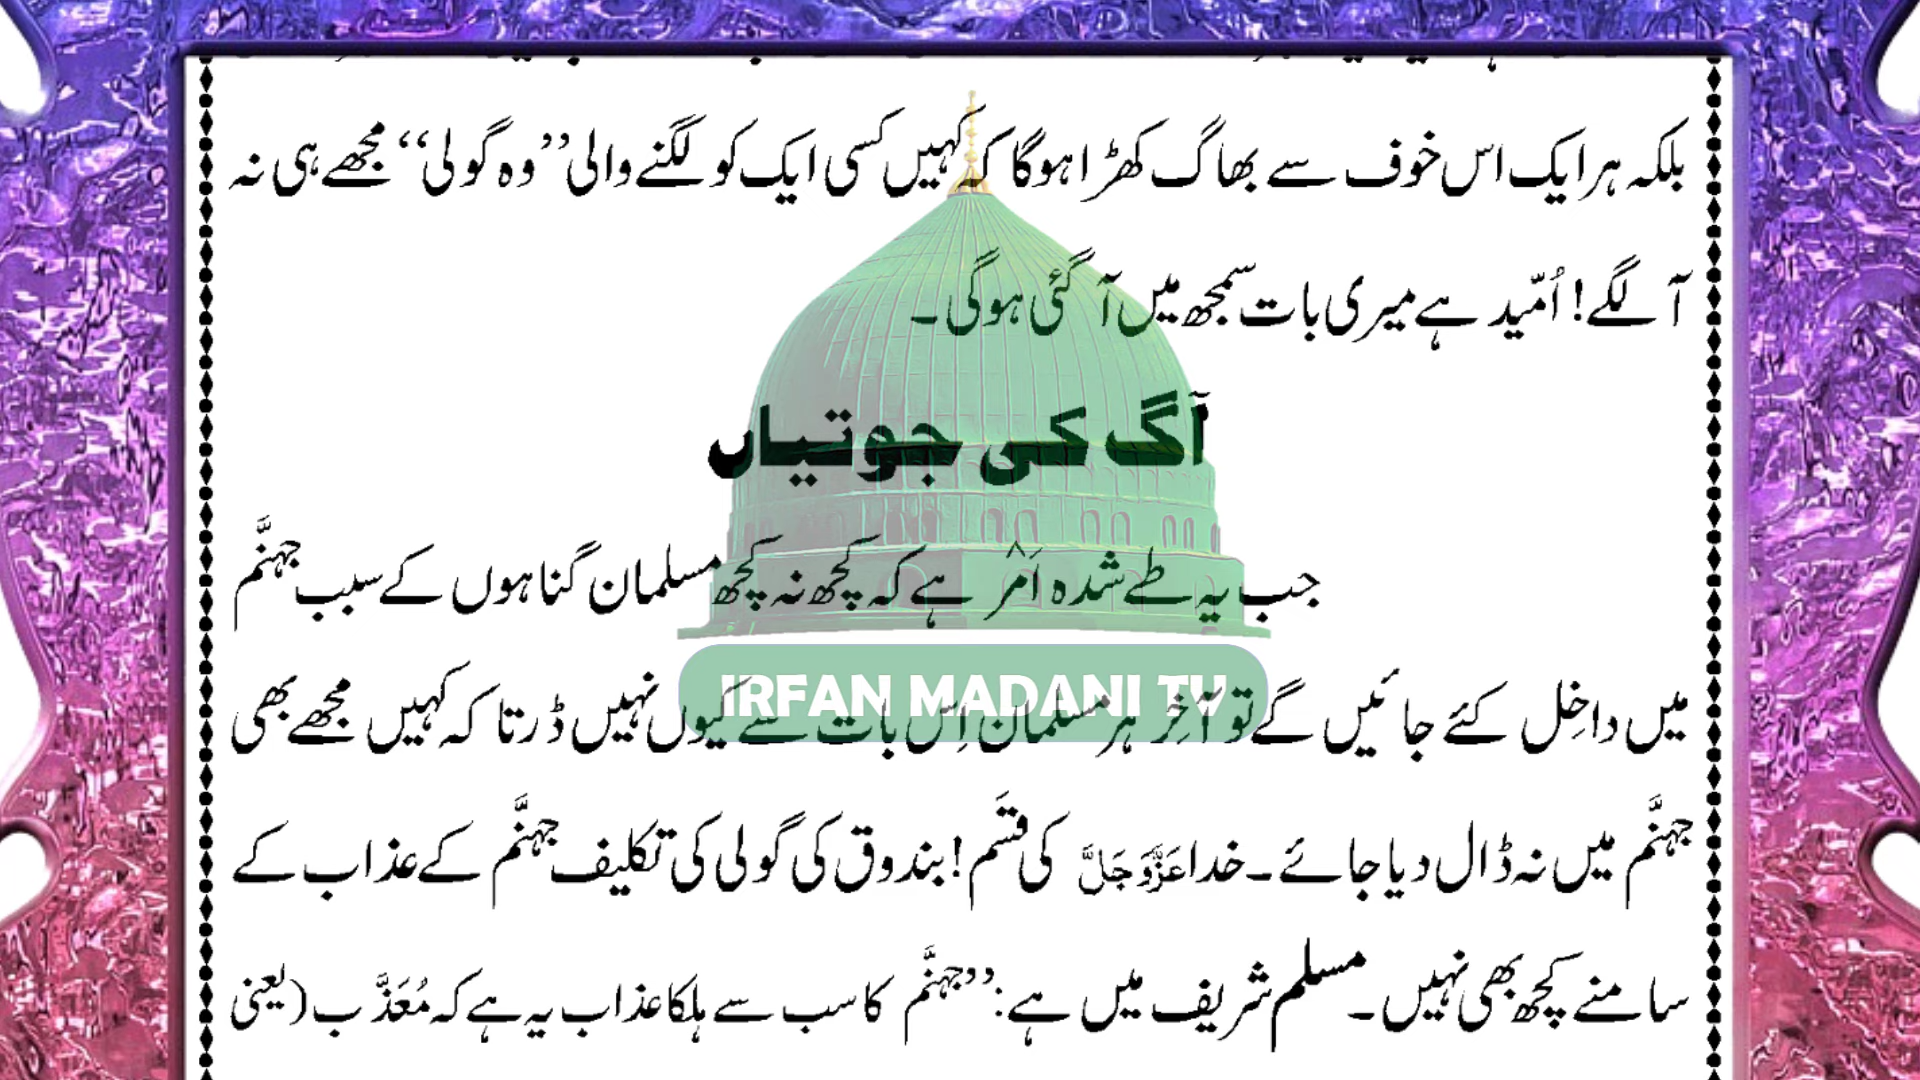 بلکہ ہر ایک اس خوف سے بھاگ کھڑا ہوگا کہ کہیں کسی ایک کو لگنے والی ’’وہ گولی‘‘ مجھے ہی نہ
آ لگے! اُمّید ہے میری بات سمجھ میں آ گئی ہوگی۔
آگ کی جوتیاں
جب یہ طے شدہ اَمْر ہے کہ کچھ نہ کچھ مسلمان گناہوں کے سبب جہنَّم
میں داخِل کئے جائیں گے تو آخِر ہر مسلمان اِس بات سے کیوں نہیں ڈرتا کہ کہیں مجھے بھی
IRFAN MADANI TV
جہنَّم میں نہ ڈال دیا جائے۔ خدا عَزَّوَجَلَّ کی قسَم! بندوق کی گولی کی تکلیف جہنَّم کے عذاب کے
سامنے کچھ بھی نہیں۔ مسلم شریف میں ہے: ’’جہنَّم کا سب سے ہلکا عذاب یہ ہے کہ مُعَذَّب (یعنی